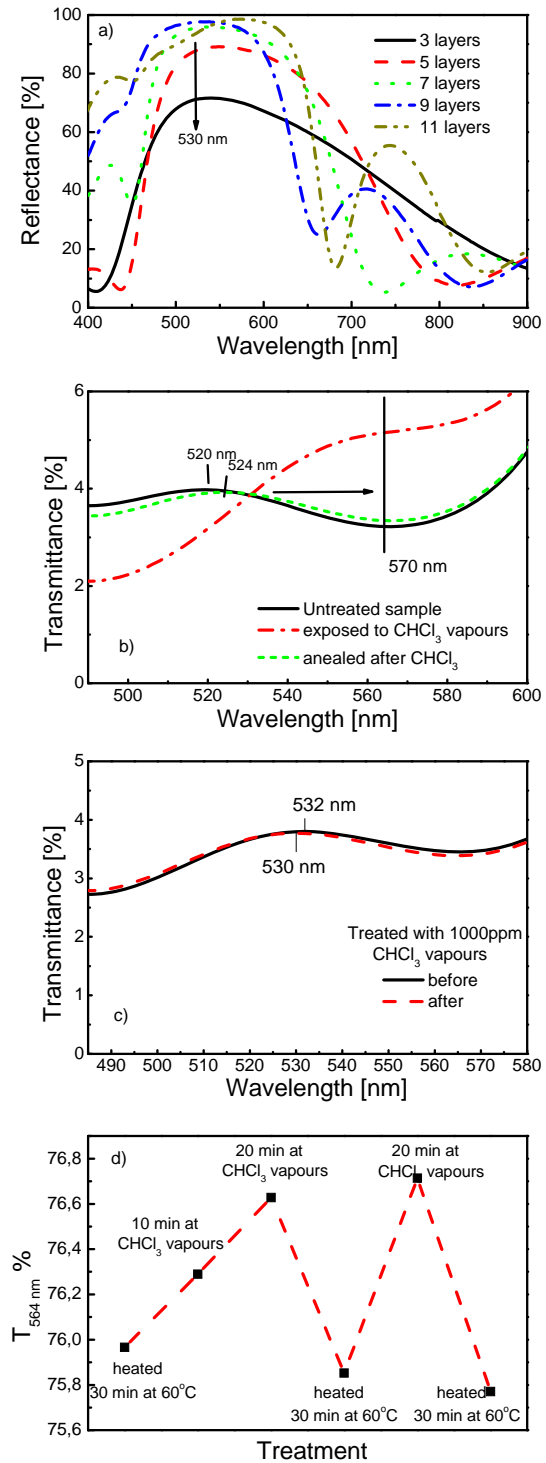 a)
100
80
60
40
20
0
Reflectance [%]
3 layers
5 layers
7 layers
9 layers
11 layers
530 nm
400 500 600 700 800 900
Wavelength [nm]
6
4
2
0
Transmittance [%]
520 nm
524 nm
570 nm
Untreated sample
exposed to CHCl₃ vapours
anealed after CHCl₃
b)
500 520 540 560 580 600
Wavelength [nm]
5
4
3
2
1
0
Transmittance [%]
532 nm
530 nm
Treated with 1000ppm
CHCl₃ vapours
before
after
c)
490 500 510 520 530 540 550 560 570 580
Wavelength [nm]
d)
76,8
76,6
76,4
76,2
76,0
75,8
75,6
T₅₆₄ ₙₘ %
20 min at
CHCl₃ vapours
20 min at
CHCl₃ vapours
10 min at
CHCl₃ vapours
heated
30 min at 60°C
heated
30 min at 60°C
heated
30 min at 60°C
Treatment